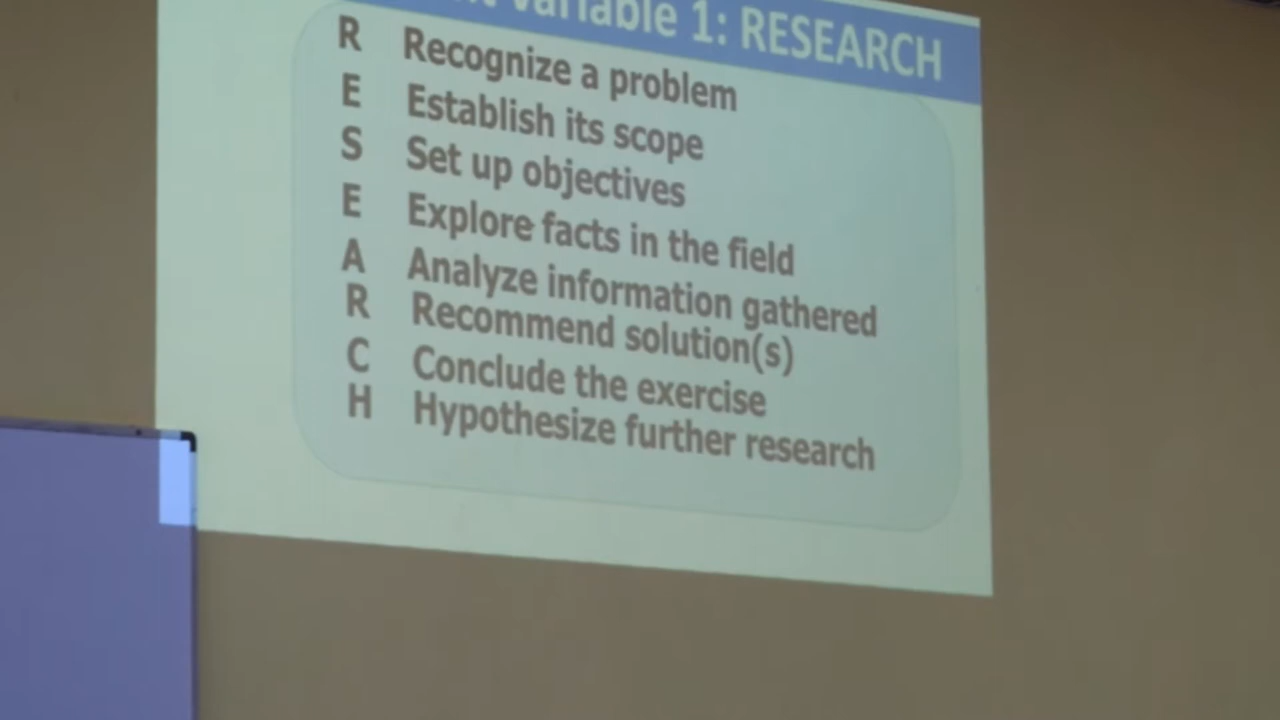 Variable 1: RESEARCH
R Recognize a problem
E Establish its scope
S Set up objectives
E Explore facts in the field
A Analyze information gathered
R Recommend solution(s)
C Conclude the exercise
H Hypothesize further research